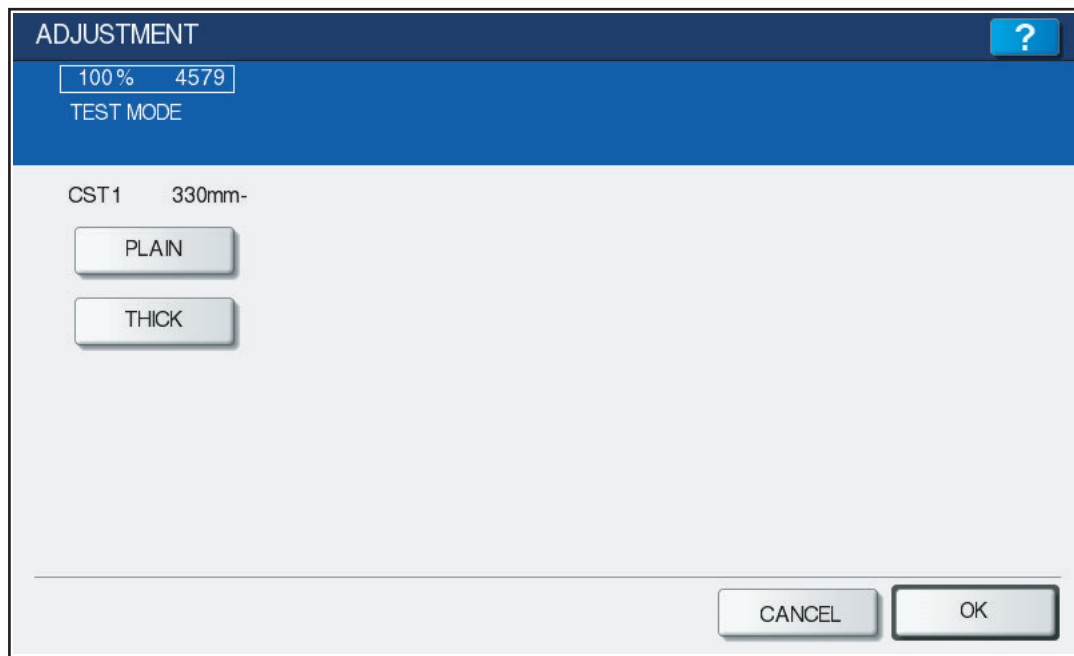 ADJUSTMENT ?
100% 4579
TEST MODE
CST1 330mm-
PLAIN
THICK
CANCEL OK